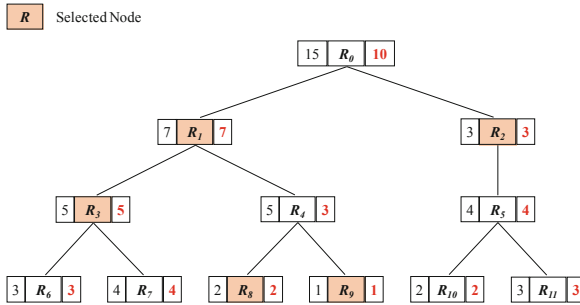 R Selected Node
15 R0 10
7 R1 7 3 R2 3
5 R3 5 5 R4 3 4 R5 4
3 R6 3 4 R7 4 2 R8 2 1 R9 1 2 R10 2 3 R11 3